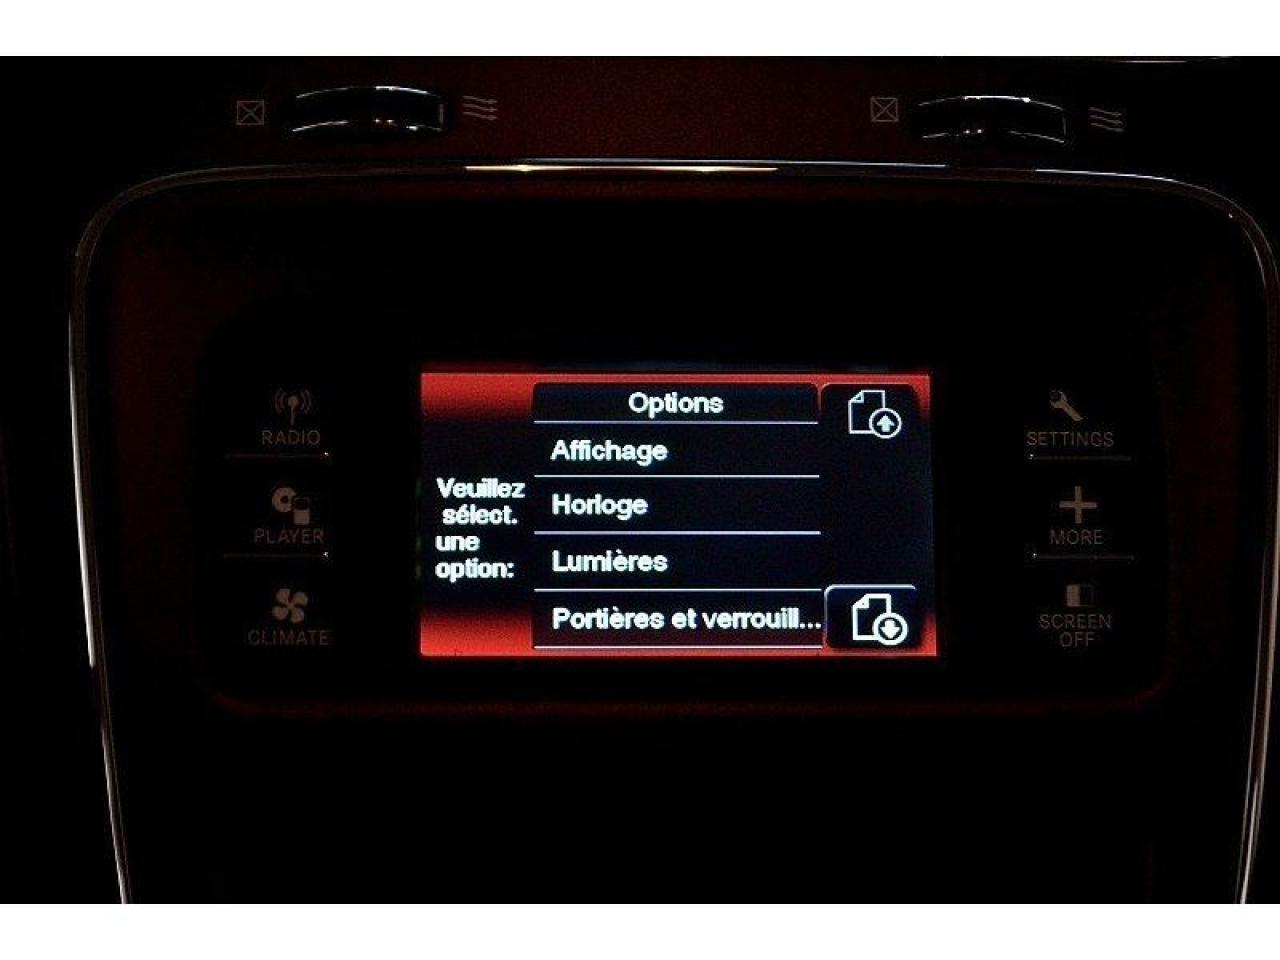 RADIO
PLAYER
CLIMATE
Veuillez
sélect.
une
option:
Options
Affichage
Horloge
Lumières
Portières et verrouill...
SETTINGS
MORE
SCREEN
OFF